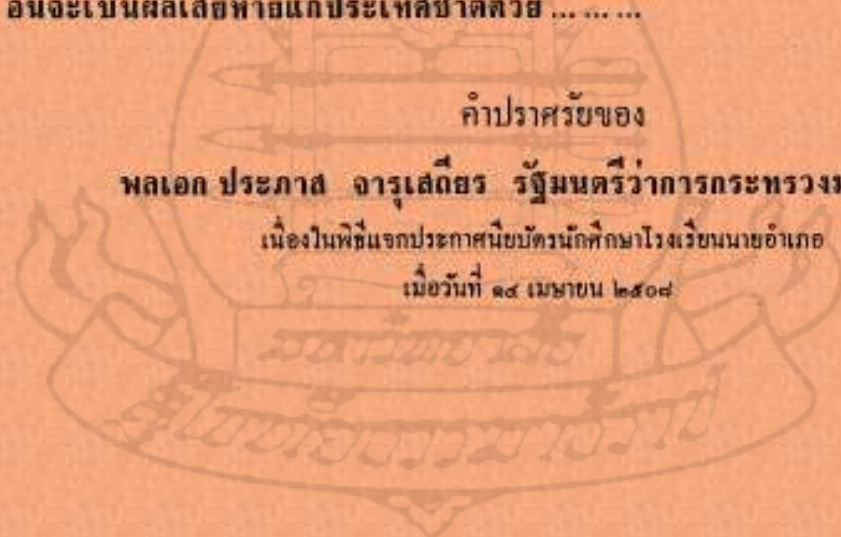 อันจะเป็นผลเสียหายแก่ประเทศชาติด้วย ... ... ...
คำปราศรัยของ
พลเอก ประภาส จารุเสถียร รัฐมนตรีว่าการกระทรวง
เนื่องในพิธีแจกประกาศนียบัตรนักศึกษาโรงเรียนนายอำเภอ
เมื่อวันที่ ๑๔ เมษายน ๒๕๐๘